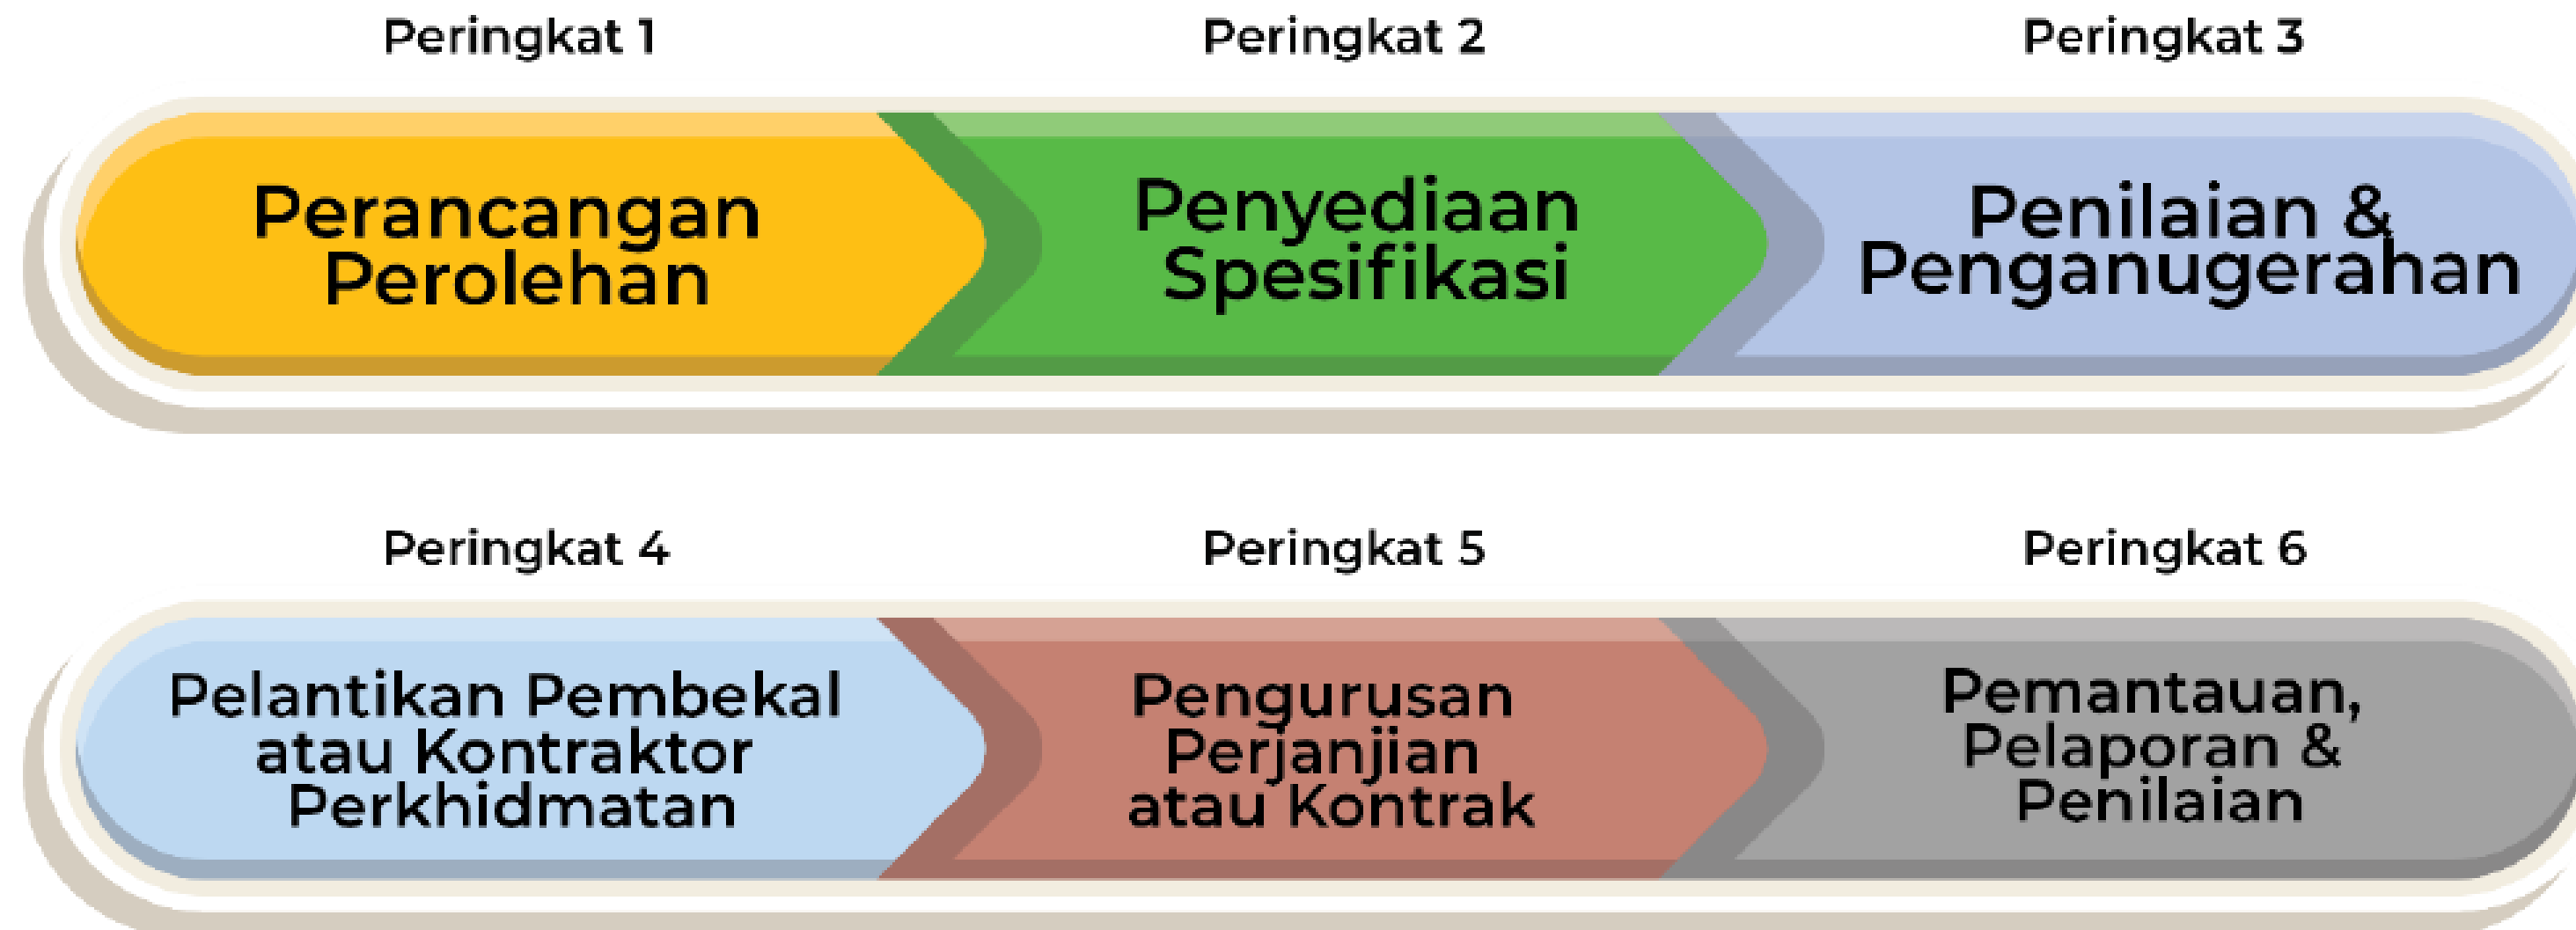 Peringkat 1
Peringkat 2
Peringkat 3
Perancangan
Perolehan
Penyediaan
Spesifikasi
Penilaian &
Penganugerahan
Peringkat 4
Peringkat 5
Peringkat 6
Pelantikan Pembekal
atau Kontraktor
Perkhidmatan
Pengurusan
Perjanjian
atau Kontrak
Pemantauan,
Pelaporan &
Penilaian